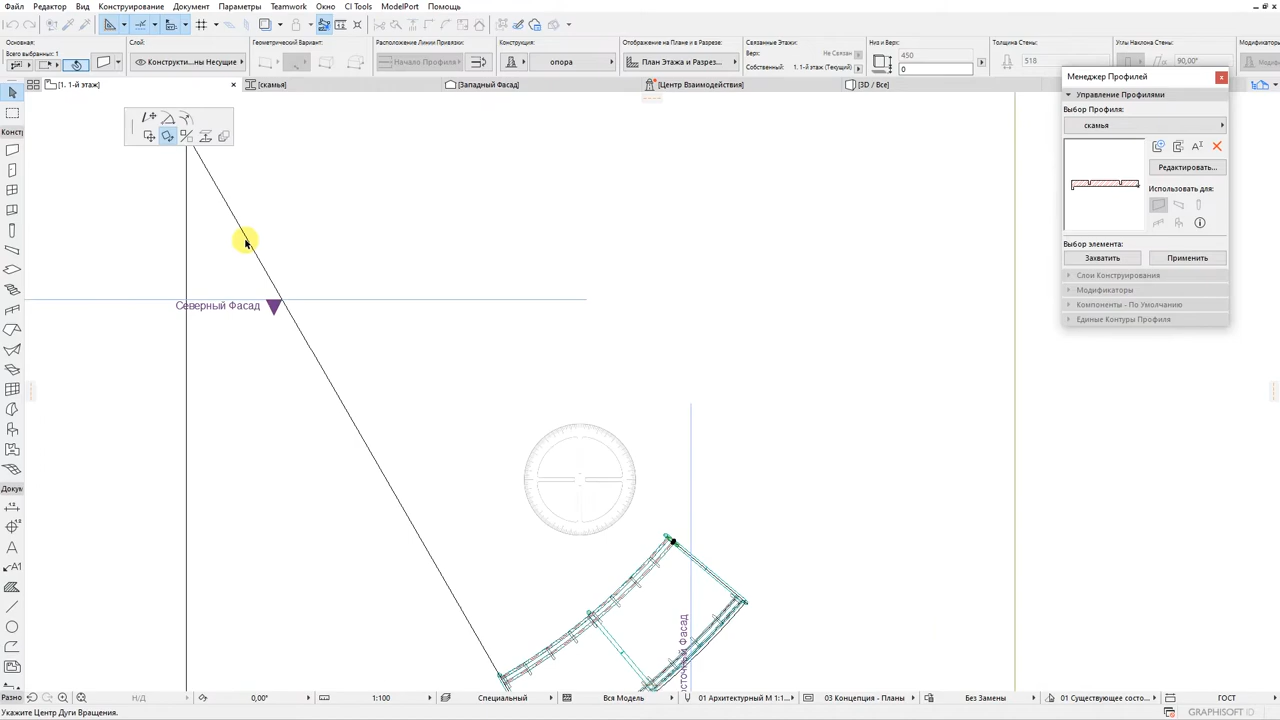 Файл Редактор Вид Конструирование Документ Параметры Teamwork Окно CI Tools ModelPort Помощь
Основная:
Всего выбранных: 1
Слой:
Конструкти...ны Несущие
Геометрический Вариант:
Расположение Линии Привязки:
Начало Профиля
Конструкция:
опора
Отображение на Плане и в Разрезе:
План Этажа и Разрез...
Связанные Этажи:
Верх: Не Связан
Собственный: 1. 1-й этаж (Текущий)
Низ и Верх:
450
0
Толщина Стены:
518
Углы Наклона Стены:
90,00°
[1. 1-й этаж]
[скамья]
[Западный Фасад]
[Центр Взаимодействия]
[3D / Все]
Менеджер Профилей
Управление Профилями
Выбор Профиля:
скамья
Редактировать...
Использовать для:
Выбор элемента:
Захватить
Применить
Слои Конструирования
Модификаторы
Компоненты - По Умолчанию
Единые Контуры Профиля
Конст
Докум
Разно
Северный Фасад
Н/Д
0,00°
1:100
Специальный
Вся Модель
01 Архитектурный М 1:1...
03 Концепция - Планы
Без Замены
01 Существующее состо...
ГОСТ
Укажите Центр Дуги Вращения.
GRAPHISOFT ID